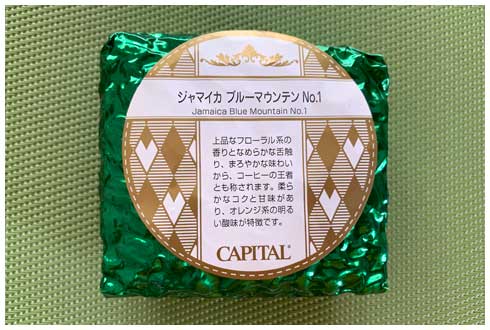 ジャマイカ ブルーマウンテン No.1
Jamaica Blue Mountain No.1
上品なフローラル系の
香りとなめらかな舌触
り、まろやかな味わい
から、コーヒーの王者
とも称されます。柔ら
かなコクと甘味があ
り、オレンジ系の明る
い酸味が特徴です。
CAPITAL®